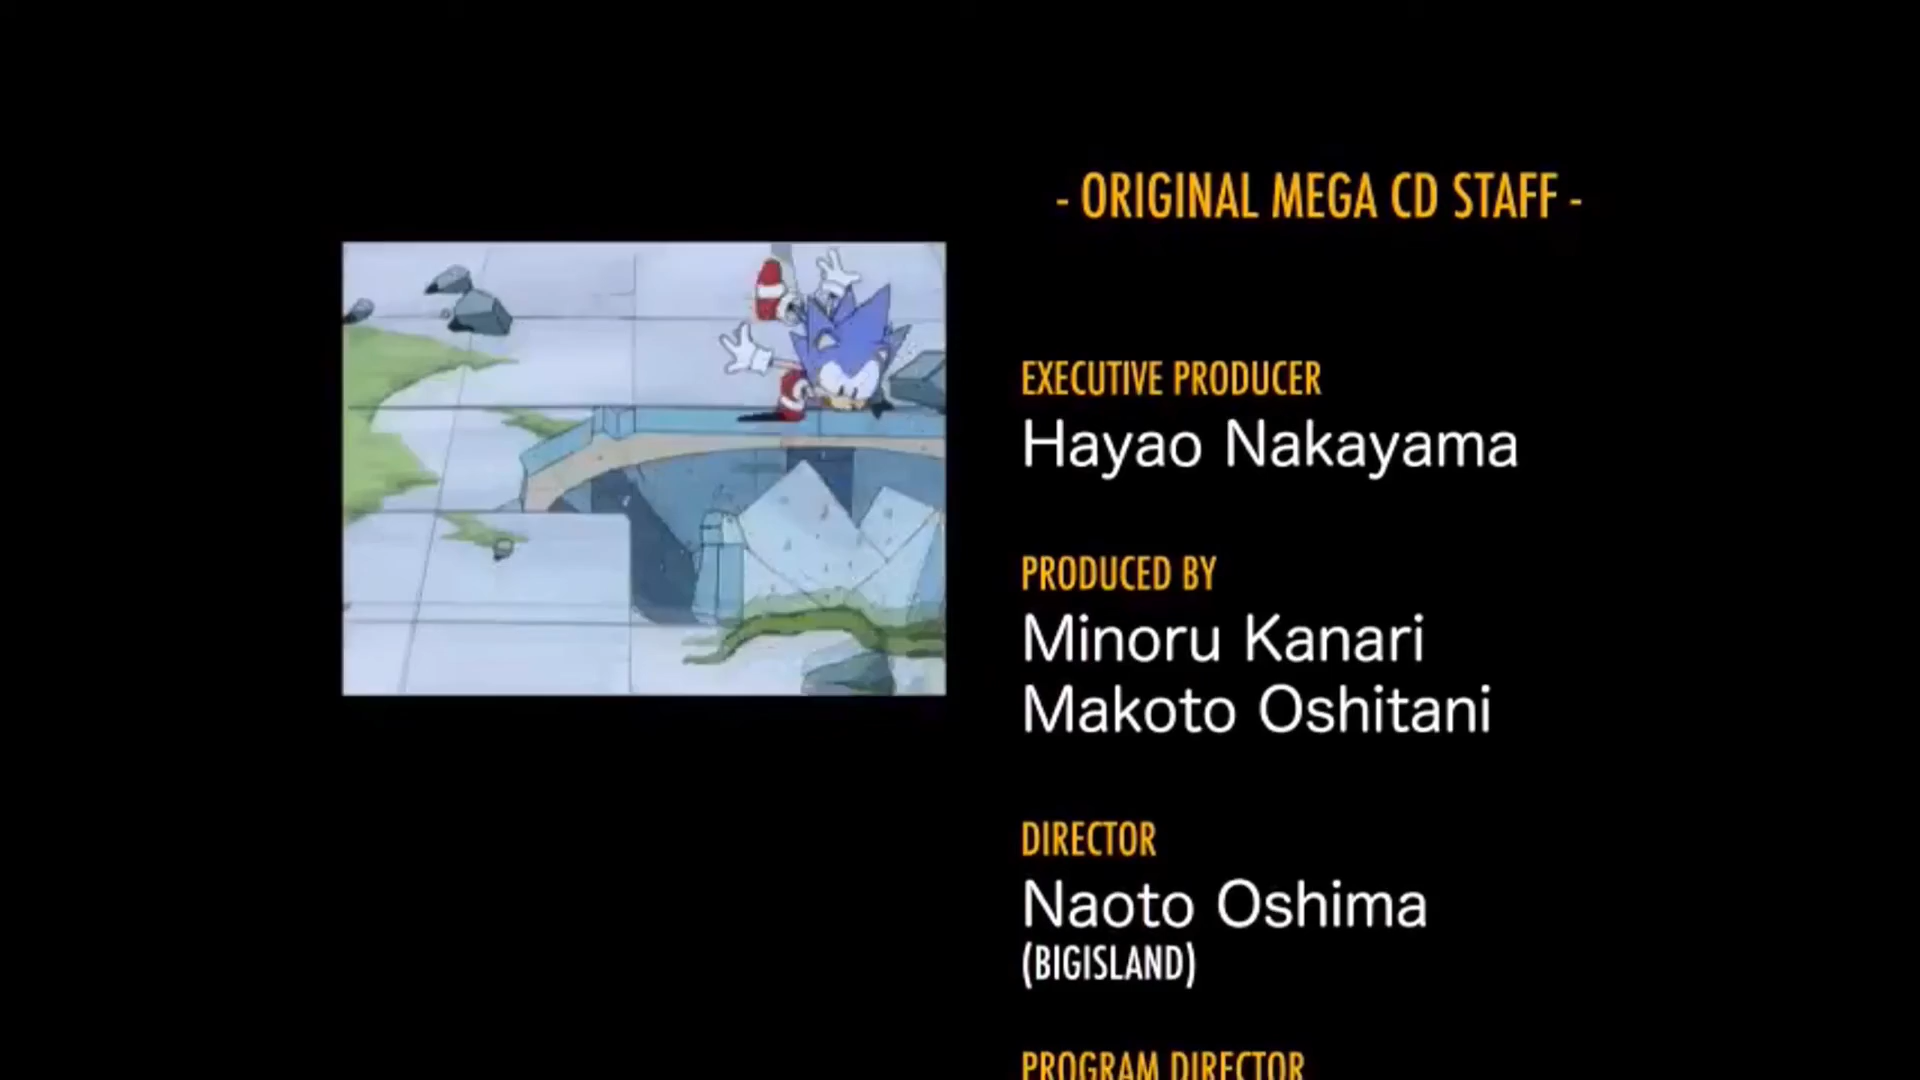 - ORIGINAL MEGA CD STAFF -
EXECUTIVE PRODUCER
Hayao Nakayama
PRODUCED BY
Minoru Kanari
Makoto Oshitani
DIRECTOR
Naoto Oshima
(BIGISLAND)
PROGRAM DIRECTOR